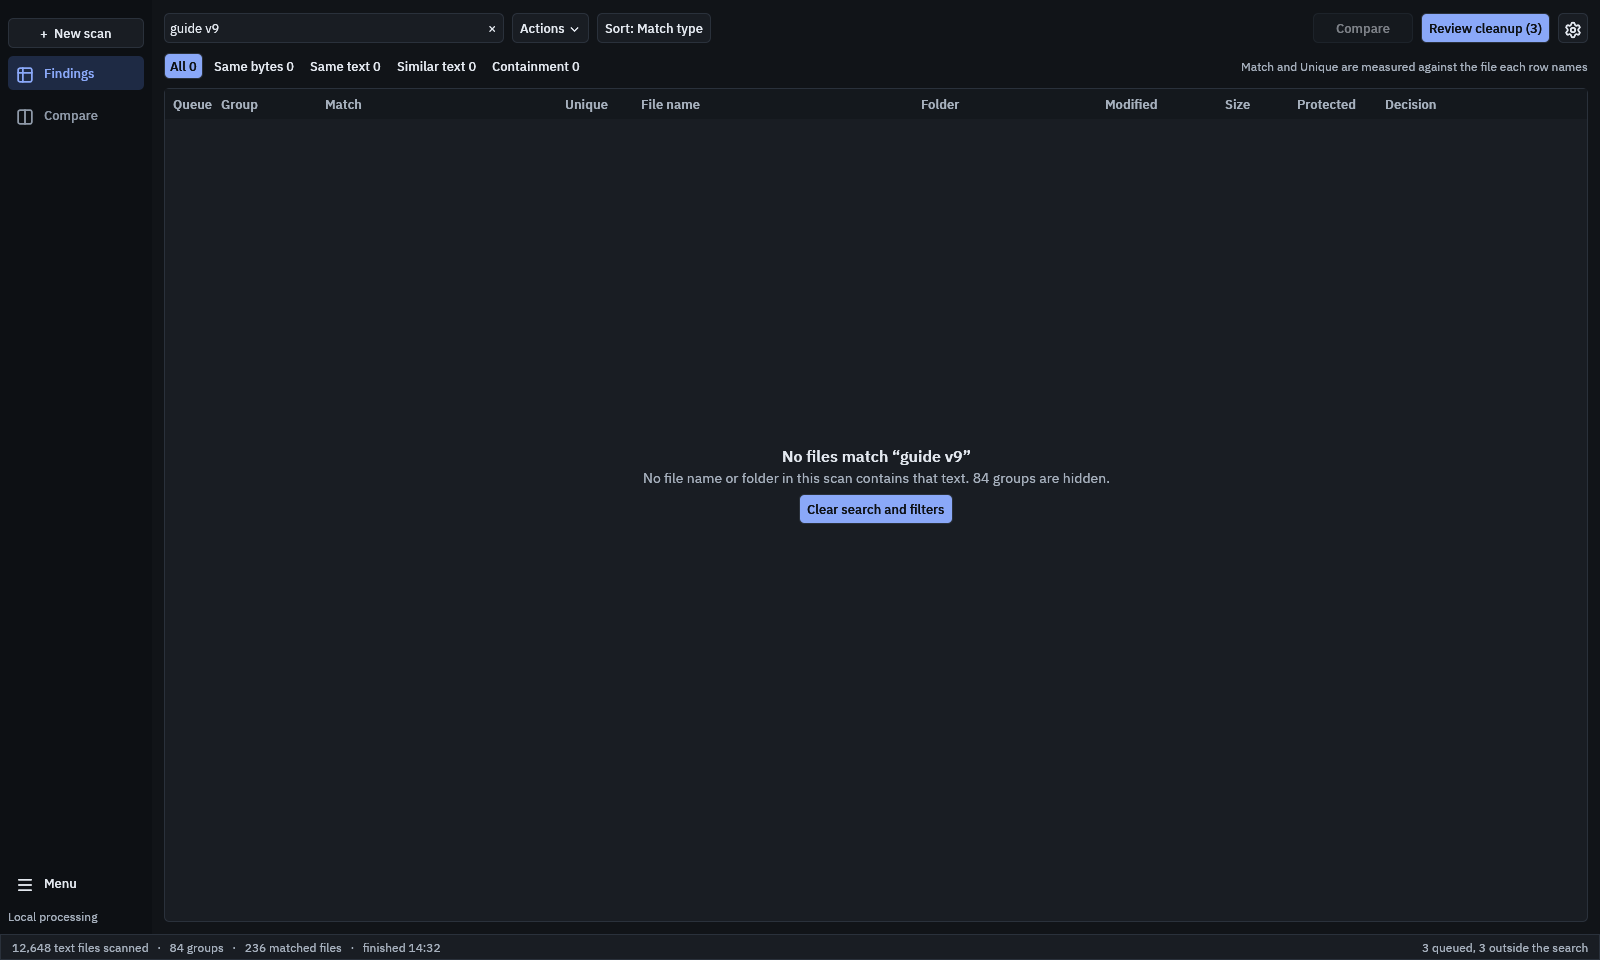 + New scan
Findings
Compare
Menu
Local processing
guide v9 ×
Actions
Sort: Match type
Compare
Review cleanup (3)
All 0 Same bytes 0 Same text 0 Similar text 0 Containment 0
Match and Unique are measured against the file each row names
Queue Group Match Unique File name Folder Modified Size Protected Decision
No files match “guide v9”
No file name or folder in this scan contains that text. 84 groups are hidden.
Clear search and filters
12,648 text files scanned · 84 groups · 236 matched files · finished 14:32
3 queued, 3 outside the search